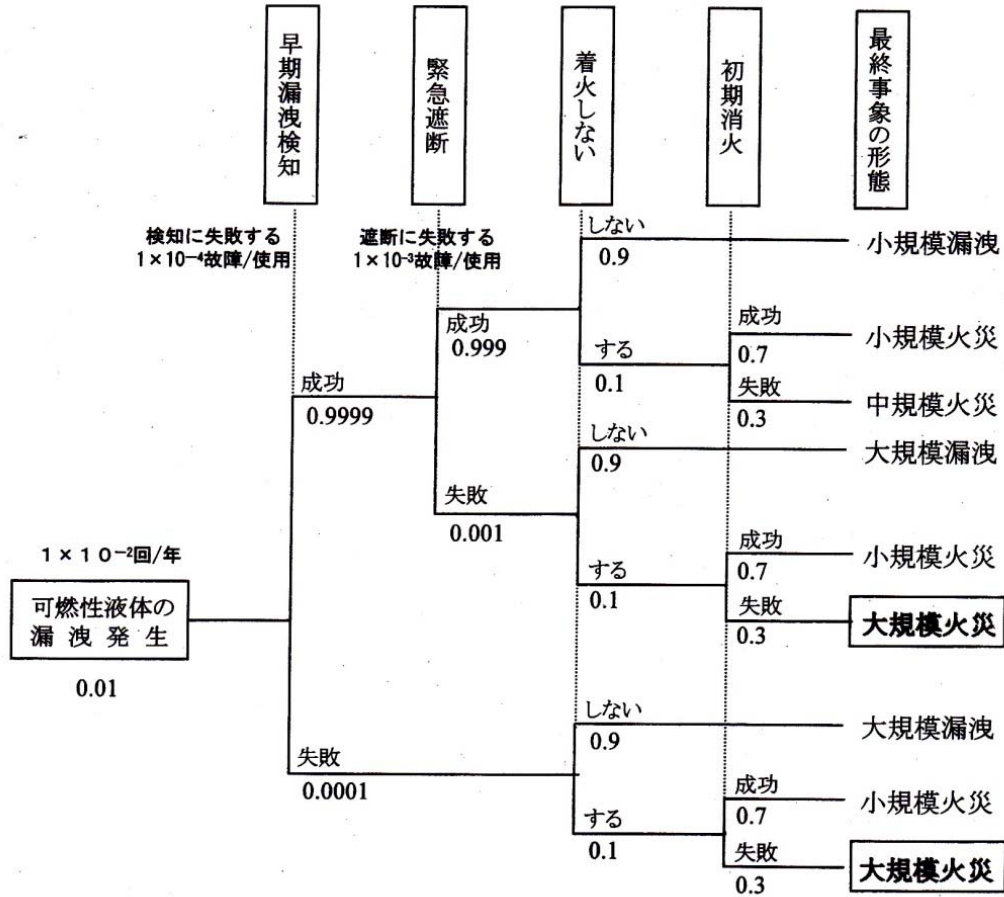 早期漏洩検知
緊急遮断
着火しない
初期消火
最終事象の形態
検知に失敗する
1×10⁻⁴故障/使用
遮断に失敗する
1×10⁻³故障/使用
しない
0.9
小規模漏洩
成功
0.999
する
0.1
成功
0.7
小規模火災
失敗
0.3
中規模火災
成功
0.9999
しない
0.9
大規模漏洩
失敗
0.001
する
0.1
成功
0.7
小規模火災
失敗
0.3
大規模火災
1×10⁻²回/年
可燃性液体の
漏洩発生
0.01
しない
0.9
大規模漏洩
失敗
0.0001
する
0.1
成功
0.7
小規模火災
失敗
0.3
大規模火災